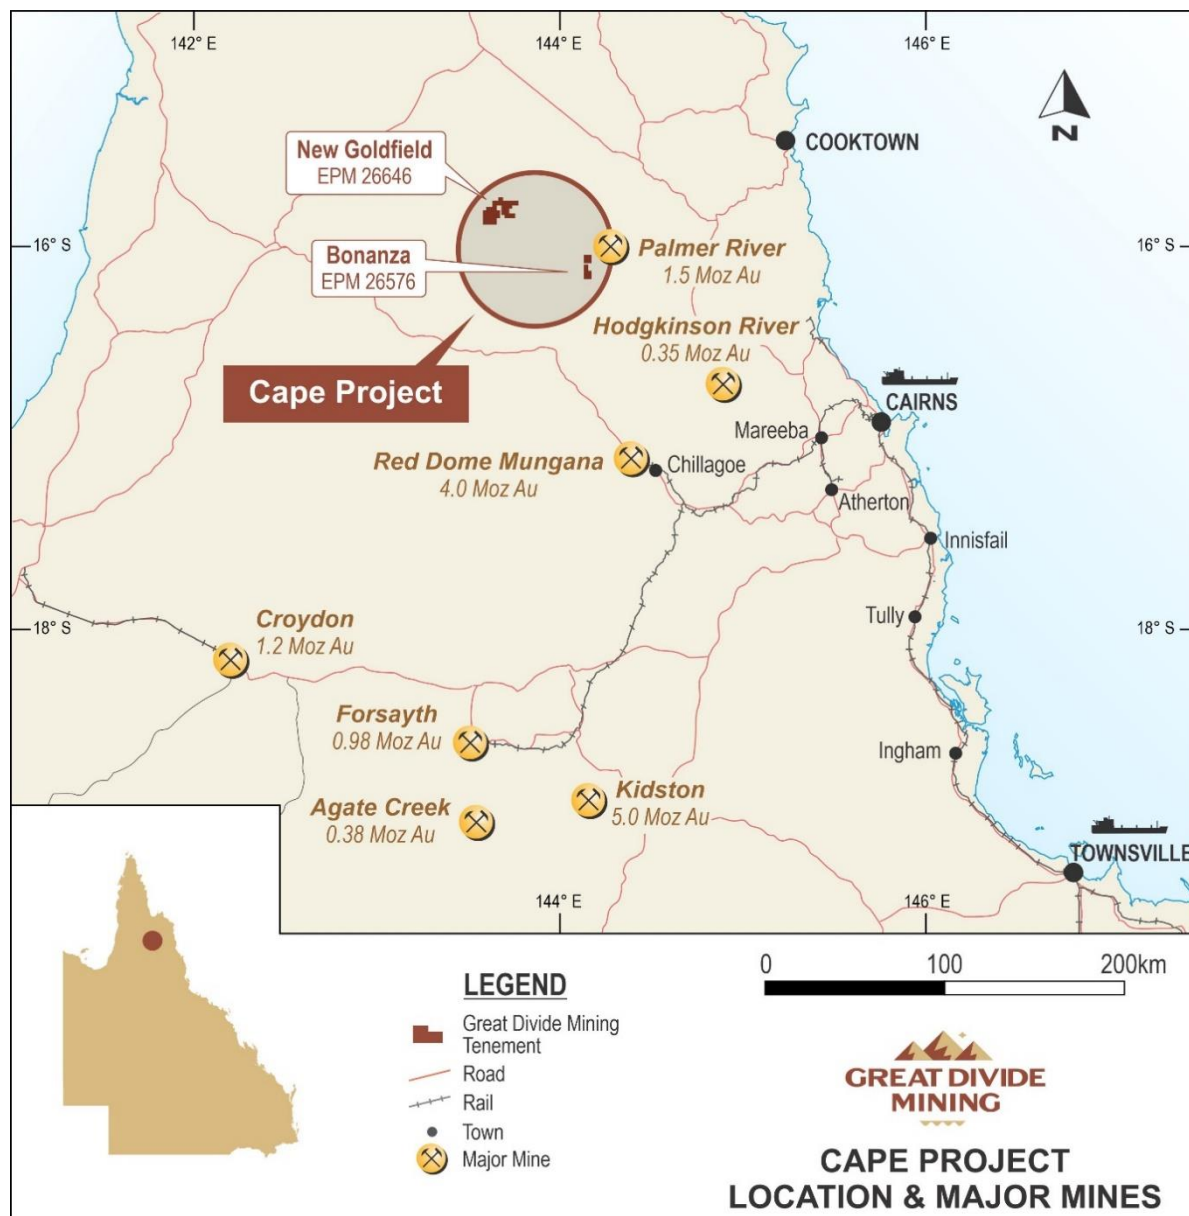 142° E
144° E
146° E
N
COOKTOWN
New Goldfield
EPM 26646
16° S
16° S
Bonanza
EPM 26576
Palmer River
1.5 Moz Au
Hodgkinson River
0.35 Moz Au
Cape Project
CAIRNS
Mareeba
Red Dome Mungana
4.0 Moz Au
Chillagoe
Atherton
Innisfail
Tully
18° S
18° S
Croydon
1.2 Moz Au
Forsayth
0.98 Moz Au
Ingham
Kidston
5.0 Moz Au
Agate Creek
0.38 Moz Au
TOWNSVILLE
144° E
146° E
0 100 200km
LEGEND
Great Divide Mining
Tenement
Road
Rail
Town
Major Mine
GREAT DIVIDE
MINING
CAPE PROJECT
LOCATION & MAJOR MINES